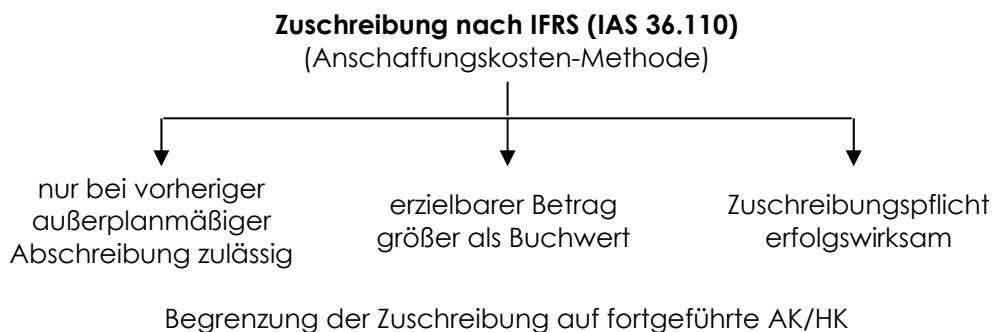 Zuschreibung nach IFRS (IAS 36.110)
(Anschaffungskosten-Methode)
nur bei vorheriger
außerplanmäßiger
Abschreibung zulässig
erzielbarer Betrag
größer als Buchwert
Zuschreibungspflicht
erfolgswirksam
Begrenzung der Zuschreibung auf fortgeführte AK/HK